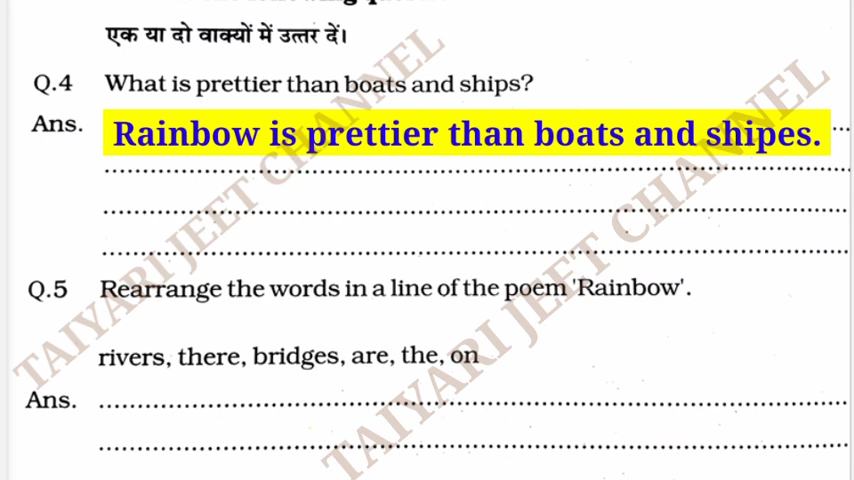 एक या दो वाक्यों में उत्तर दें।
Q.4 What is prettier than boats and ships?
Ans. Rainbow is prettier than boats and shipes.
Q.5 Rearrange the words in a line of the poem 'Rainbow'.
rivers, there, bridges, are, the, on
Ans.
TAIYARI JEET CHANNEL
TAIYARI JEET CHANNEL